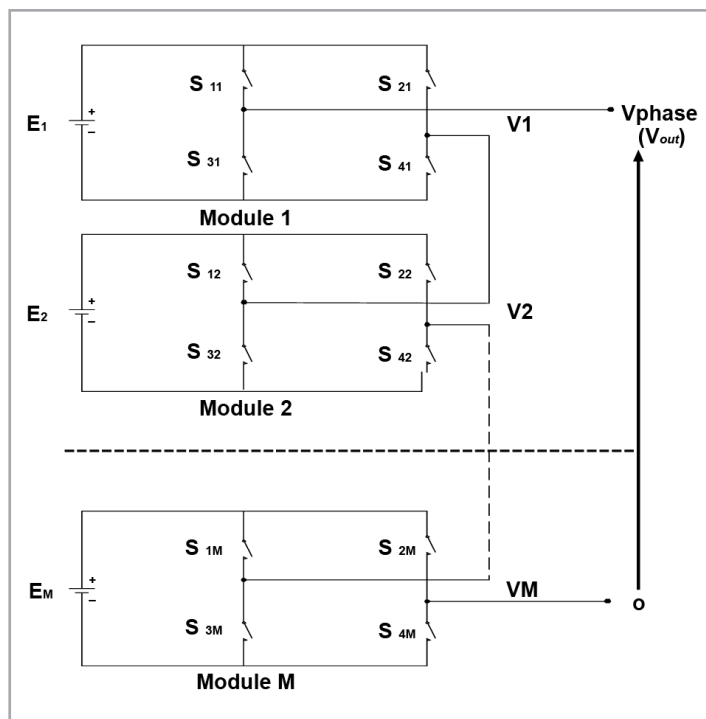 S 11 S 21
+
E1
−
V1
Vphase
(Vout)
S 31 S 41
Module 1
S 12 S 22
+
E2
−
V2
S 32 S 42
Module 2
S 1M S 2M
+
EM
−
VM
o
S 3M S 4M
Module M